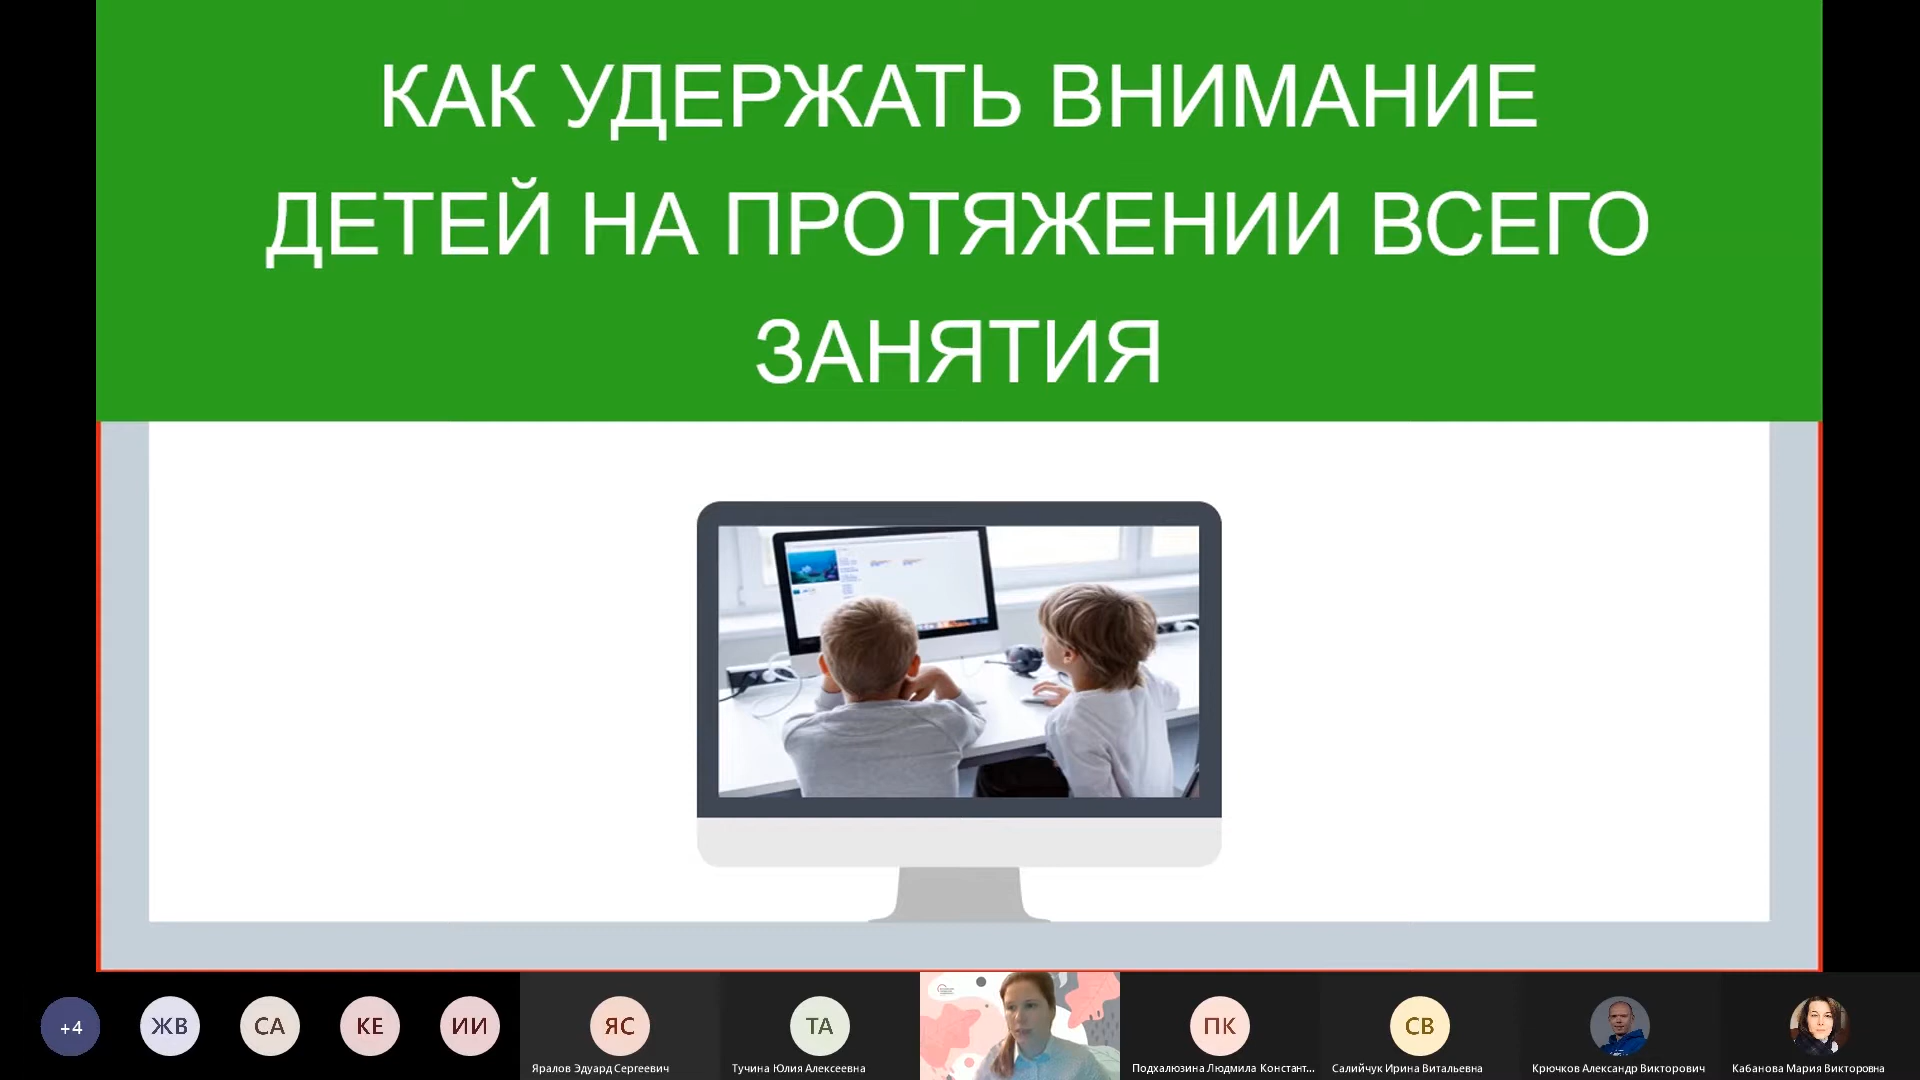 КАК УДЕРЖАТЬ ВНИМАНИЕ
ДЕТЕЙ НА ПРОТЯЖЕНИИ ВСЕГО
ЗАНЯТИЯ
+4
ЖВ
СА
КЕ
ИИ
ЯС
Яралов Эдуард Сергеевич
ТА
Тучина Юлия Алексеевна
ПК
Подхалюзина Людмила Констант...
СВ
Салийчук Ирина Витальевна
Крючков Александр Викторович
Кабанова Мария Викторовна